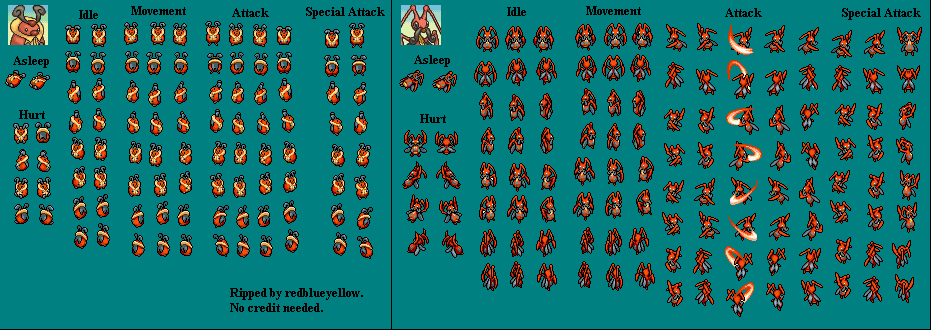 Idle
Movement
Attack
Special Attack
Asleep
Hurt
Ripped by redblueyellow.
No credit needed.
Idle
Movement
Attack
Special Attack
Asleep
Hurt